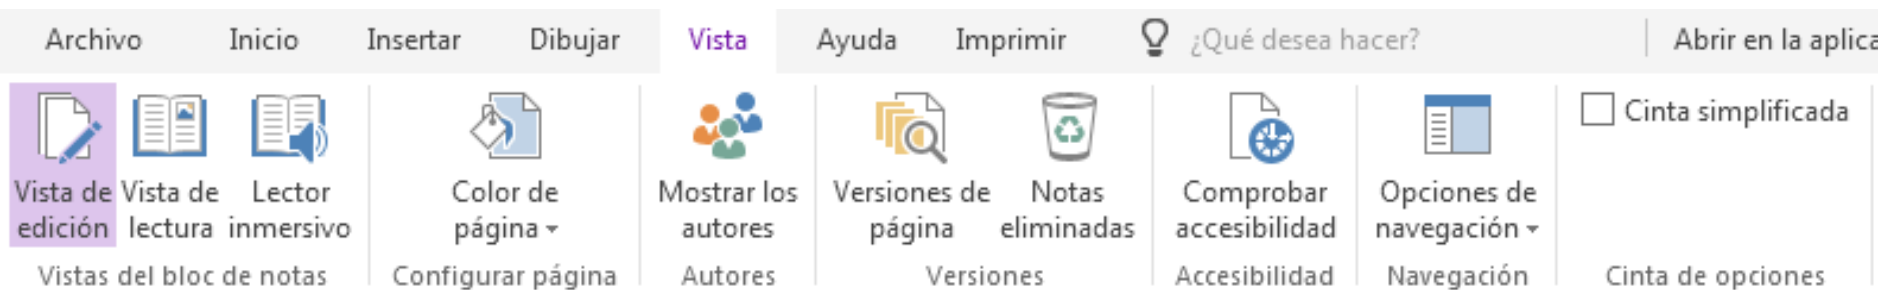 Archivo Inicio Insertar Dibujar Vista Ayuda Imprimir ¿Qué desea hacer? Abrir en la
Vista de
edición
Vista de
lectura
Lector
inmersivo
Vistas del bloc de notas
Color de
página
Configurar página
Mostrar los
autores
Autores
Versiones de
página
Notas
eliminadas
Versiones
Comprobar
accesibilidad
Accesibilidad
Opciones de
navegación
Navegación
Cinta simplificada
Cinta de opciones